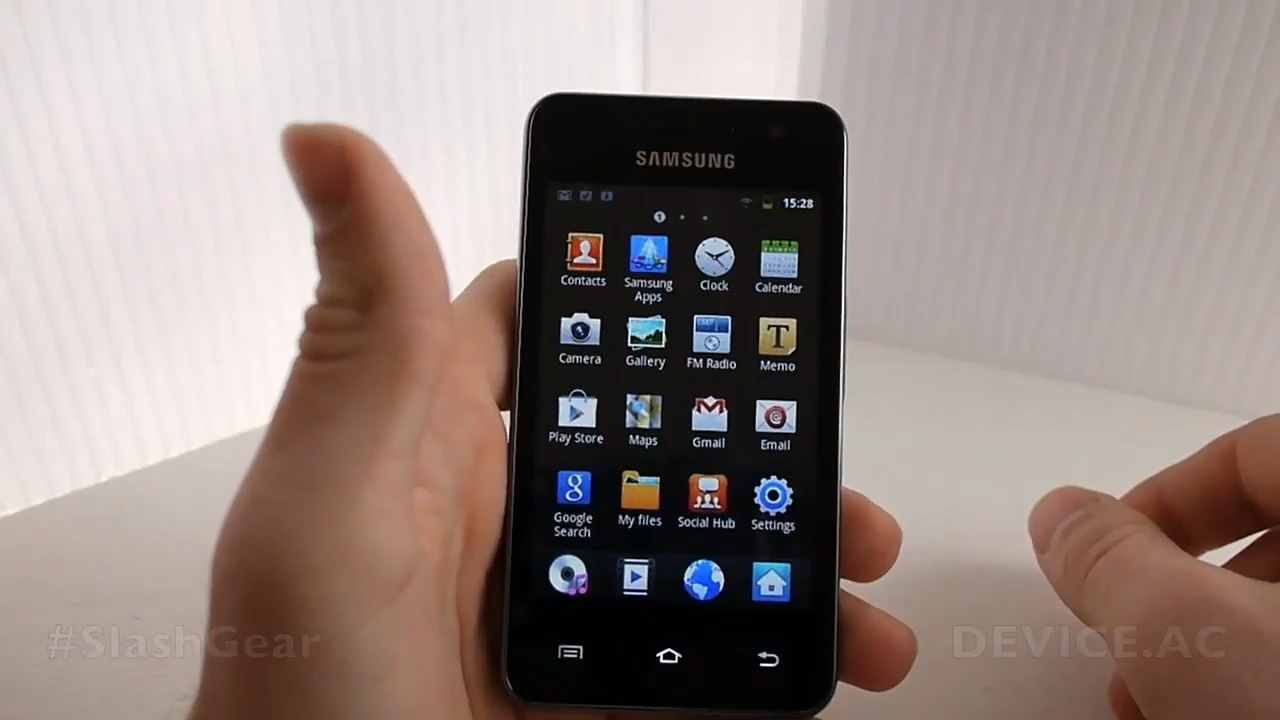 SAMSUNG
15:28
1
Contacts
Samsung
Apps
Clock
Calendar
Camera
Gallery
FM Radio
T
Memo
Play Store
Maps
Gmail
@
Email
g
Google
Search
My files
Social Hub
Settings
#SlashGear
DEVICE.AC